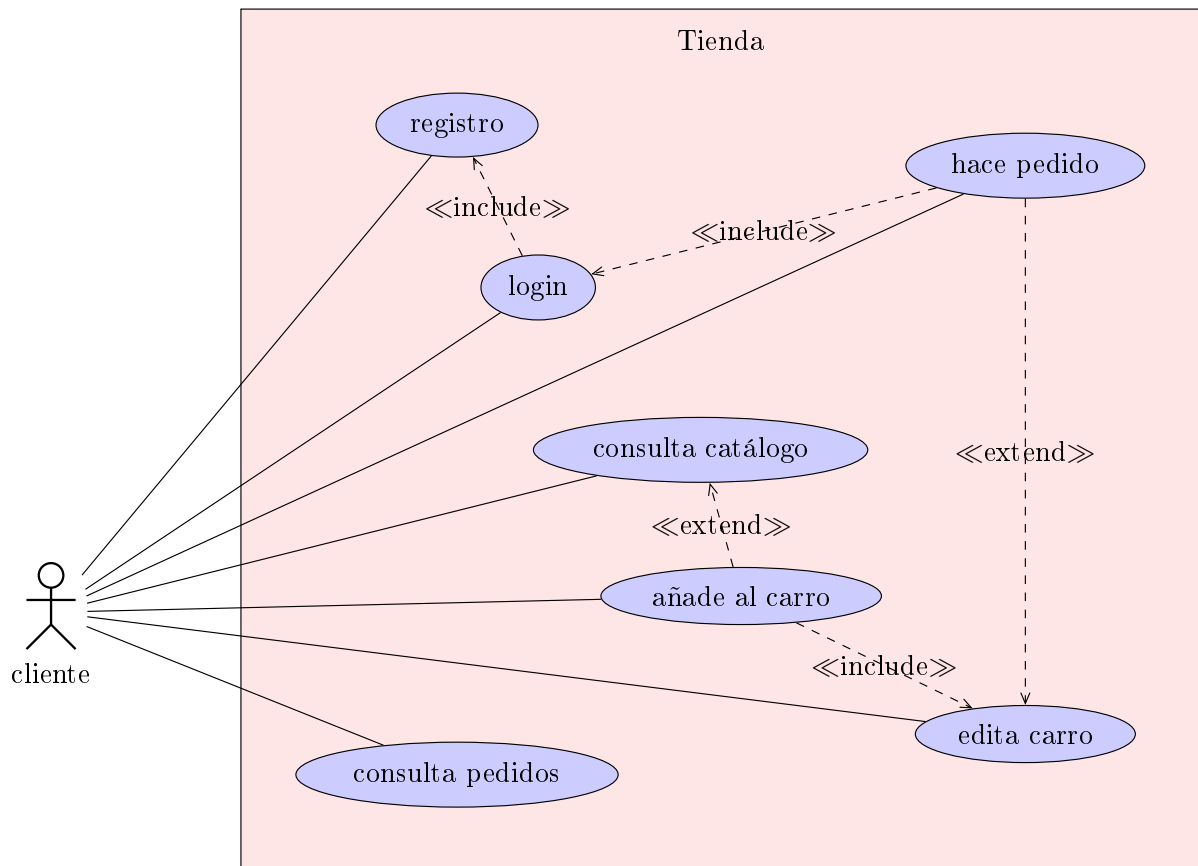 Tienda
registro
hace pedido
≪include≫
≪include≫
login
consulta catálogo
≪extend≫
≪extend≫
añade al carro
≪include≫
cliente
edita carro
consulta pedidos